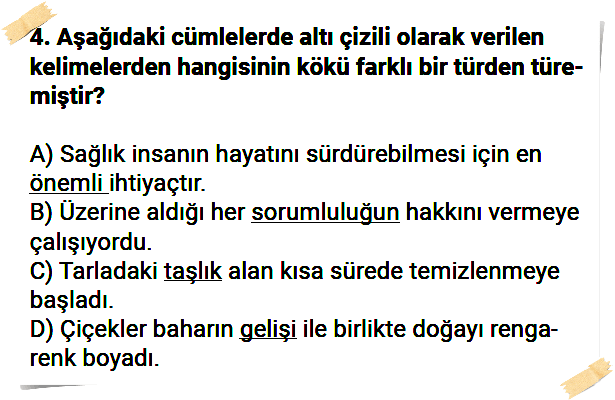 4. Aşağıdaki cümlelerde altı çizili olarak verilen
kelimelerden hangisinin kökü farklı bir türden türe-
miştir?
A) Sağlık insanın hayatını sürdürebilmesi için en
önemli ihtiyaçtır.
B) Üzerine aldığı her sorumluluğun hakkını vermeye
çalışıyordu.
C) Tarladaki taşlık alan kısa sürede temizlenmeye
başladı.
D) Çiçekler baharın gelişi ile birlikte doğayı renga-
renk boyadı.